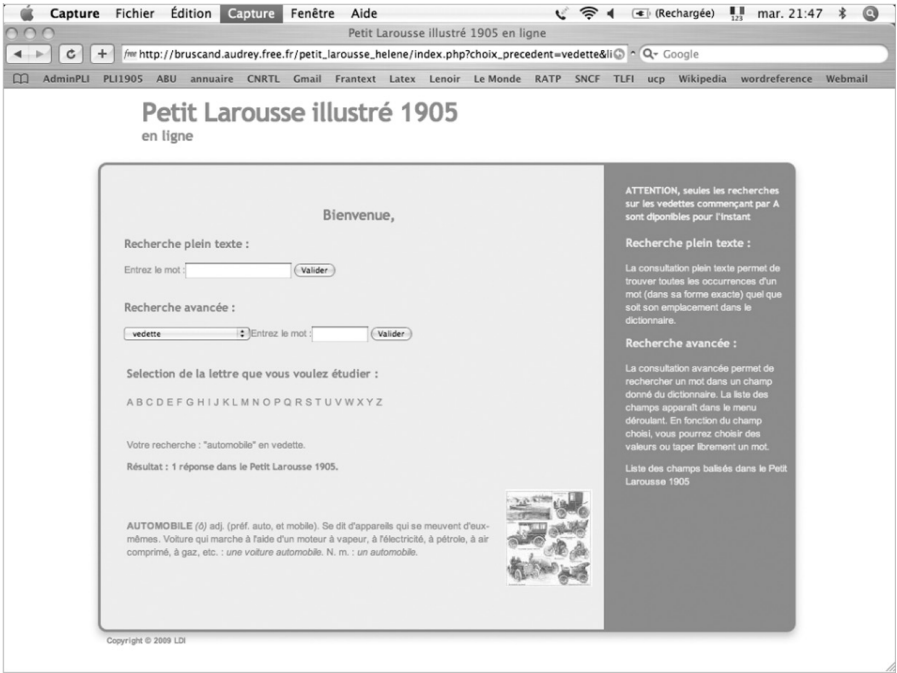 Capture Fichier Édition Capture Fenêtre Aide (Rechargée) 123 mar. 21:47
Petit Larousse illustré 1905 en ligne
free http://bruscand.audrey.free.fr/petit_larousse_helene/index.php?choix_precedent=vedette&li Google
AdminPLI PLI1905 ABU annuaire CNRTL Gmail Frantext Latex Lenoir Le Monde RATP SNCF TLFI ucp Wikipedia wordreference Webmail
Petit Larousse illustré 1905
en ligne
Bienvenue,
Recherche plein texte :
Entrez le mot : Valider
Recherche avancée :
vedette Entrez le mot : Valider
Selection de la lettre que vous voulez étudier :
A B C D E F G H I J K L M N O P Q R S T U V W X Y Z
Votre recherche : "automobile" en vedette.
Résultat : 1 réponse dans le Petit Larousse 1905.
AUTOMOBILE (ô) adj. (préf. auto, et mobile). Se dit d'appareils qui se meuvent d'eux-
mêmes. Voiture qui marche à l'aide d'un moteur à vapeur, à l'électricité, à pétrole, à air
comprimé, à gaz, etc. : une voiture automobile. N. m. : un automobile.
ATTENTION, seules les recherches
sur les vedettes commençant par A
sont diponibles pour l'instant
Recherche plein texte :
La consultation plein texte permet de
trouver toutes les occurrences d'un
mot (dans sa forme exacte) quel que
soit son emplacement dans le
dictionnaire.
Recherche avancée :
La consultation avancée permet de
rechercher un mot dans un champ
donné du dictionnaire. La liste des
champs apparaît dans le menu
déroulant. En fonction du champ
choisi, vous pourrez choisir des
valeurs ou taper librement un mot.
Liste des champs balisés dans le Petit
Larousse 1905
Copyright © 2009 LDI